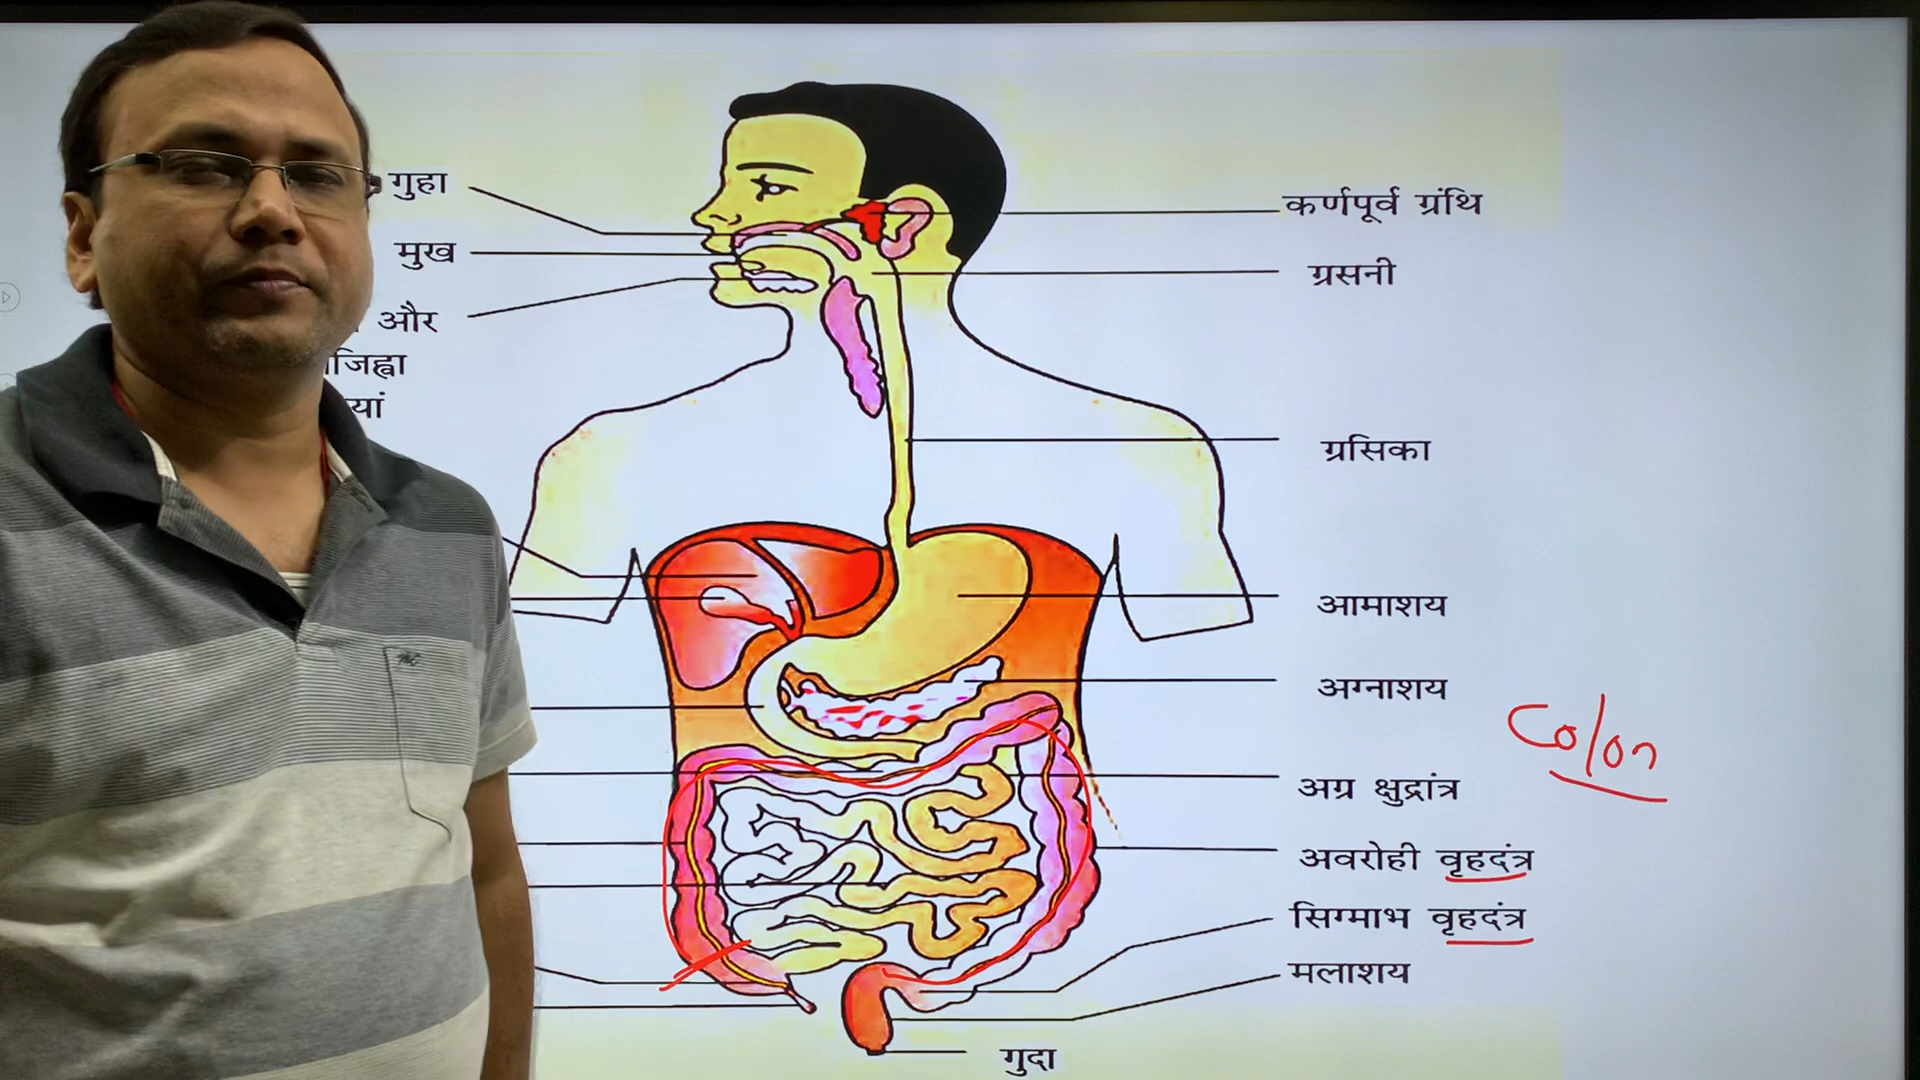 गुहा
मुख
और
जिह्वा
यां
कर्णपूर्व ग्रंथि
ग्रसनी
ग्रसिका
आमाशय
अग्नाशय
Colon
अग्र क्षुद्रांत्र
अवरोही वृहदंत्र
सिग्माभ वृहदंत्र
मलाशय
गुदा